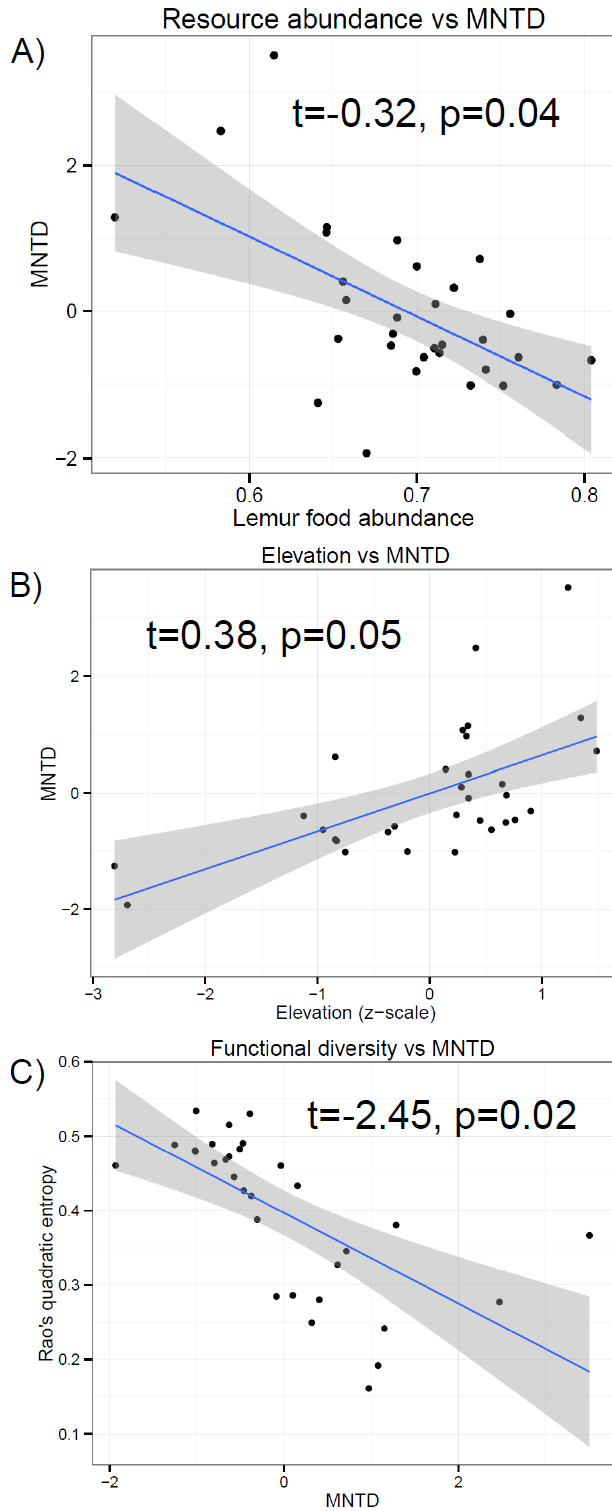 Resource abundance vs MNTD
A)
t=-0.32, p=0.04
2
0
−2
MNTD
0.6 0.7 0.8
Lemur food abundance
Elevation vs MNTD
B)
t=0.38, p=0.05
2
0
−2
MNTD
−3 −2 −1 0 1
Elevation (z−scale)
Functional diversity vs MNTD
C)
0.6
t=-2.45, p=0.02
0.5
0.4
0.3
0.2
0.1
Rao's quadratic entropy
−2 0 2
MNTD